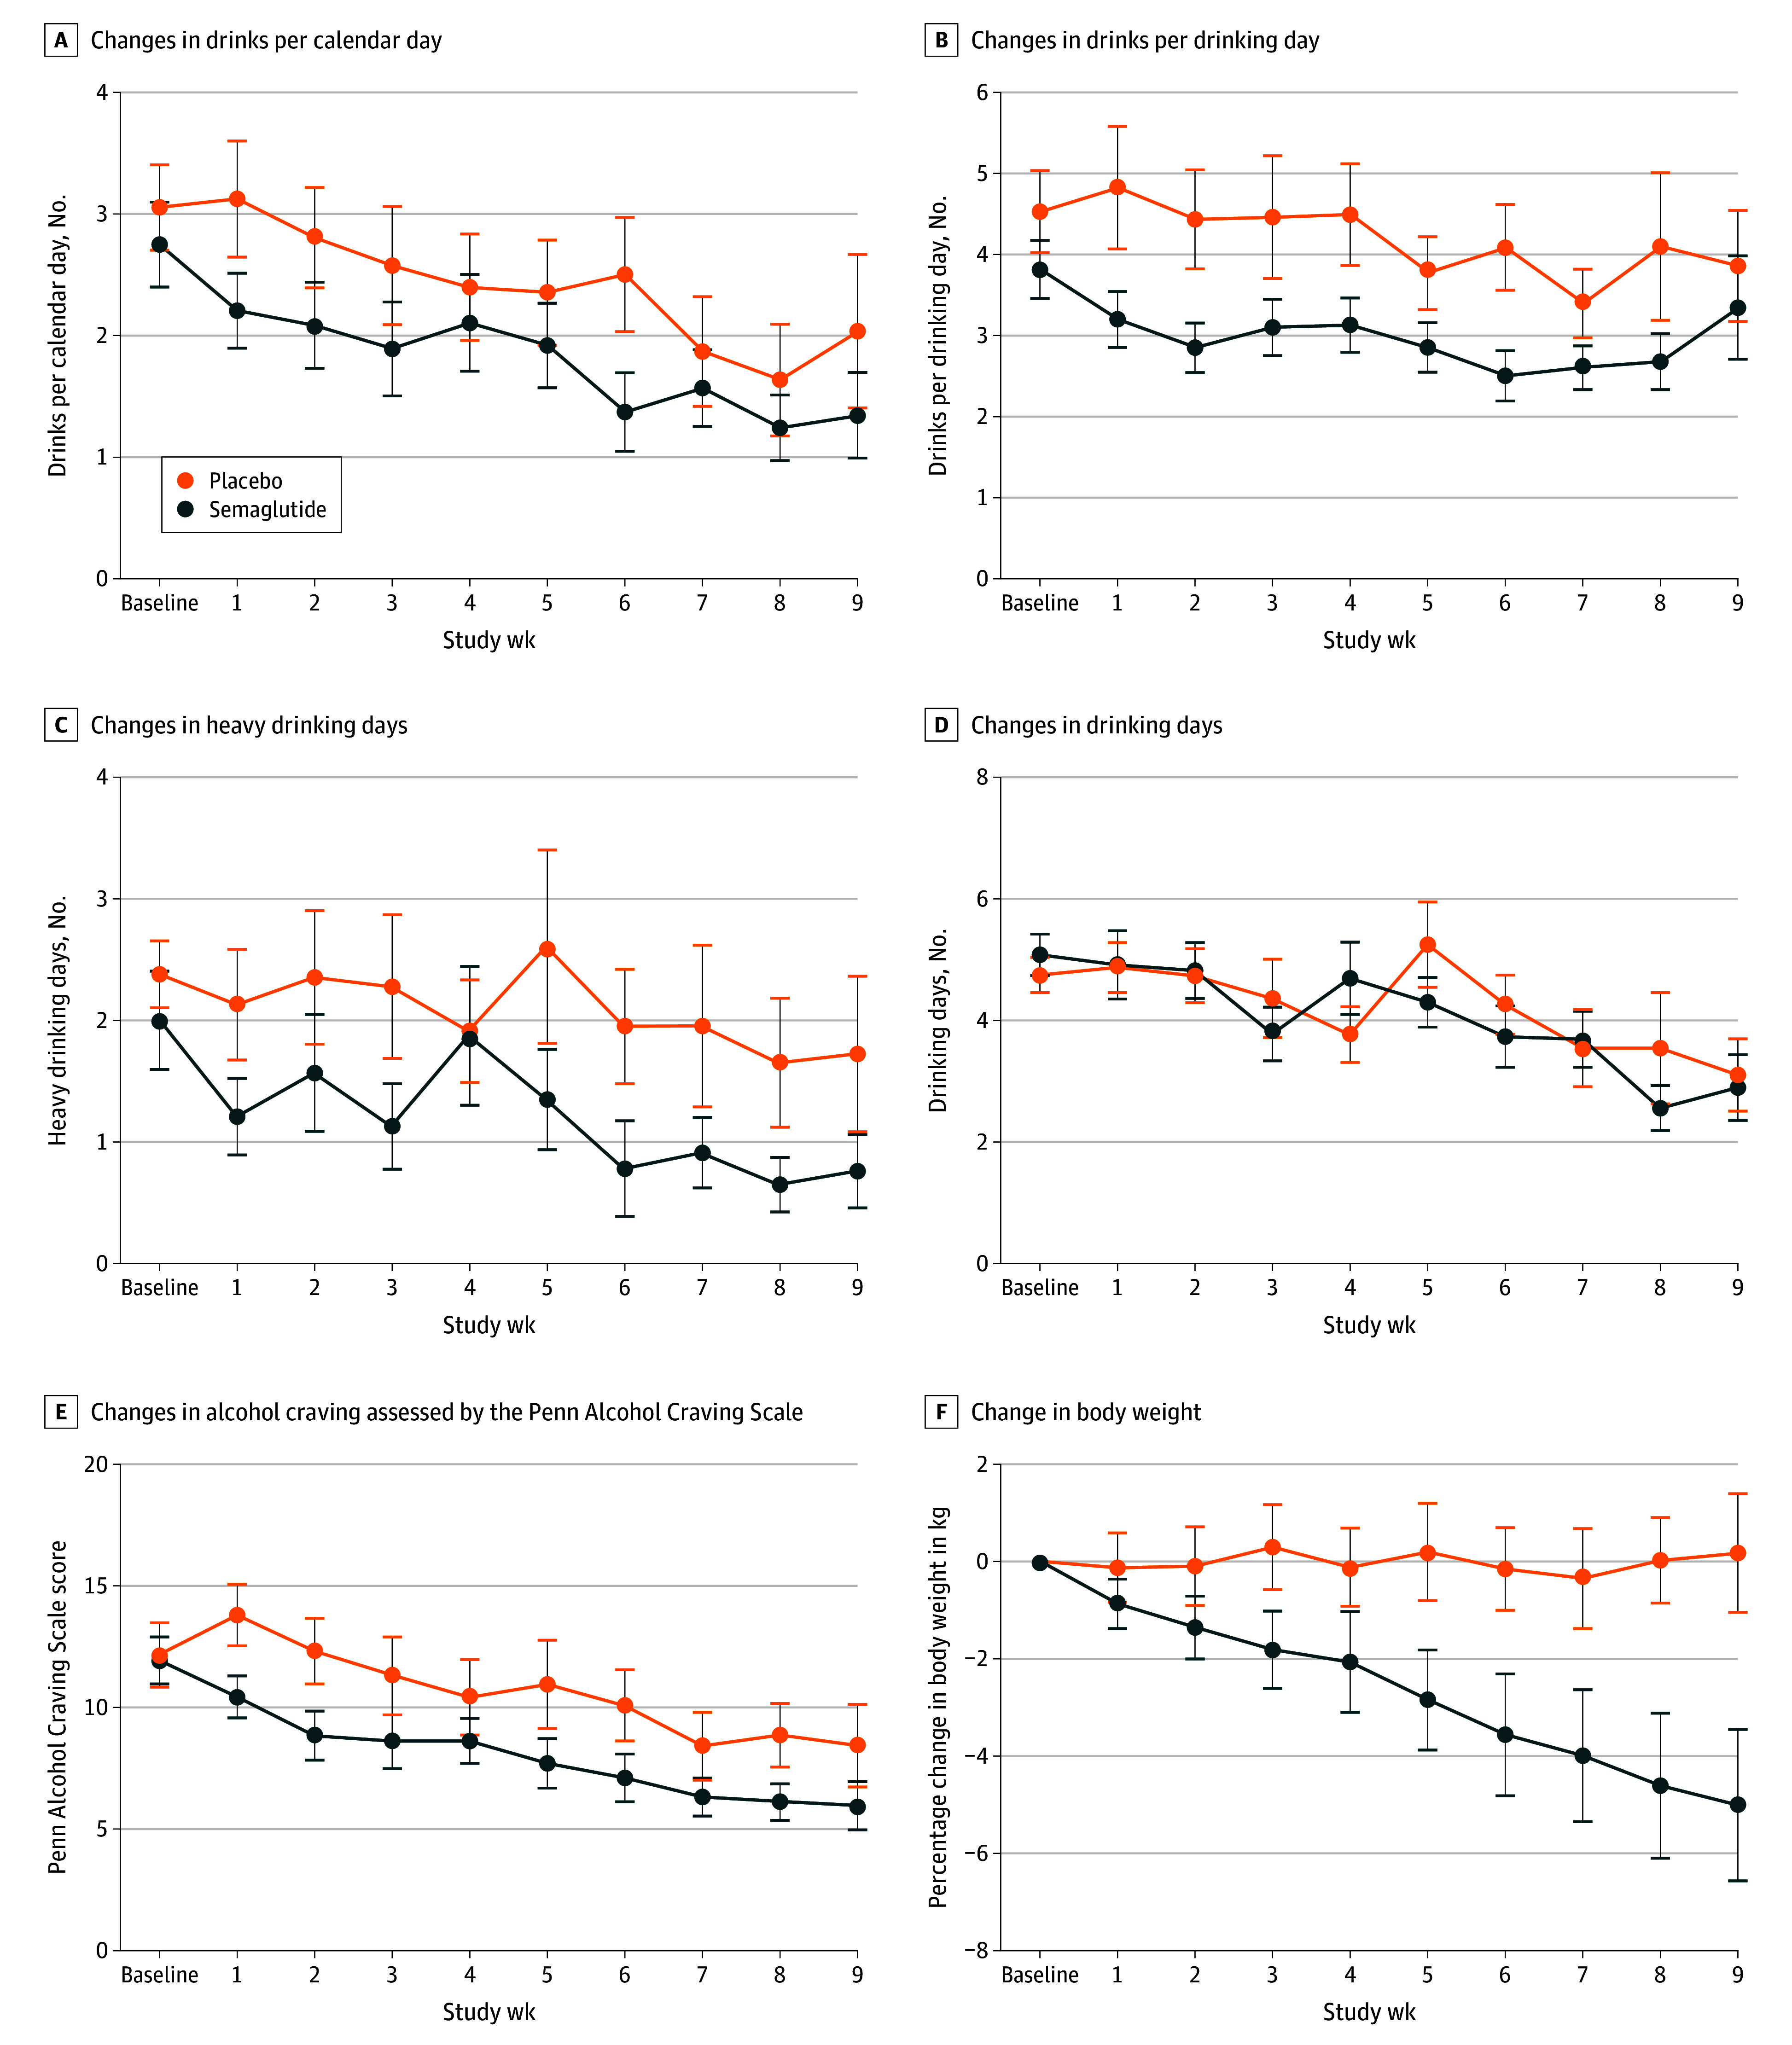 A Changes in drinks per calendar day
Drinks per calendar day, No.
4
3
2
1
0
Placebo
Semaglutide
Baseline 1 2 3 4 5 6 7 8 9
Study wk
B Changes in drinks per drinking day
Drinks per drinking day, No.
6
5
4
3
2
1
0
Baseline 1 2 3 4 5 6 7 8 9
Study wk
C Changes in heavy drinking days
Heavy drinking days, No.
4
3
2
1
0
Baseline 1 2 3 4 5 6 7 8 9
Study wk
D Changes in drinking days
Drinking days, No.
8
6
4
2
0
Baseline 1 2 3 4 5 6 7 8 9
Study wk
E Changes in alcohol craving assessed by the Penn Alcohol Craving Scale
Penn Alcohol Craving Scale score
20
15
10
5
0
Baseline 1 2 3 4 5 6 7 8 9
Study wk
F Change in body weight
Percentage change in body weight in kg
2
0
−2
−4
−6
−8
Baseline 1 2 3 4 5 6 7 8 9
Study wk